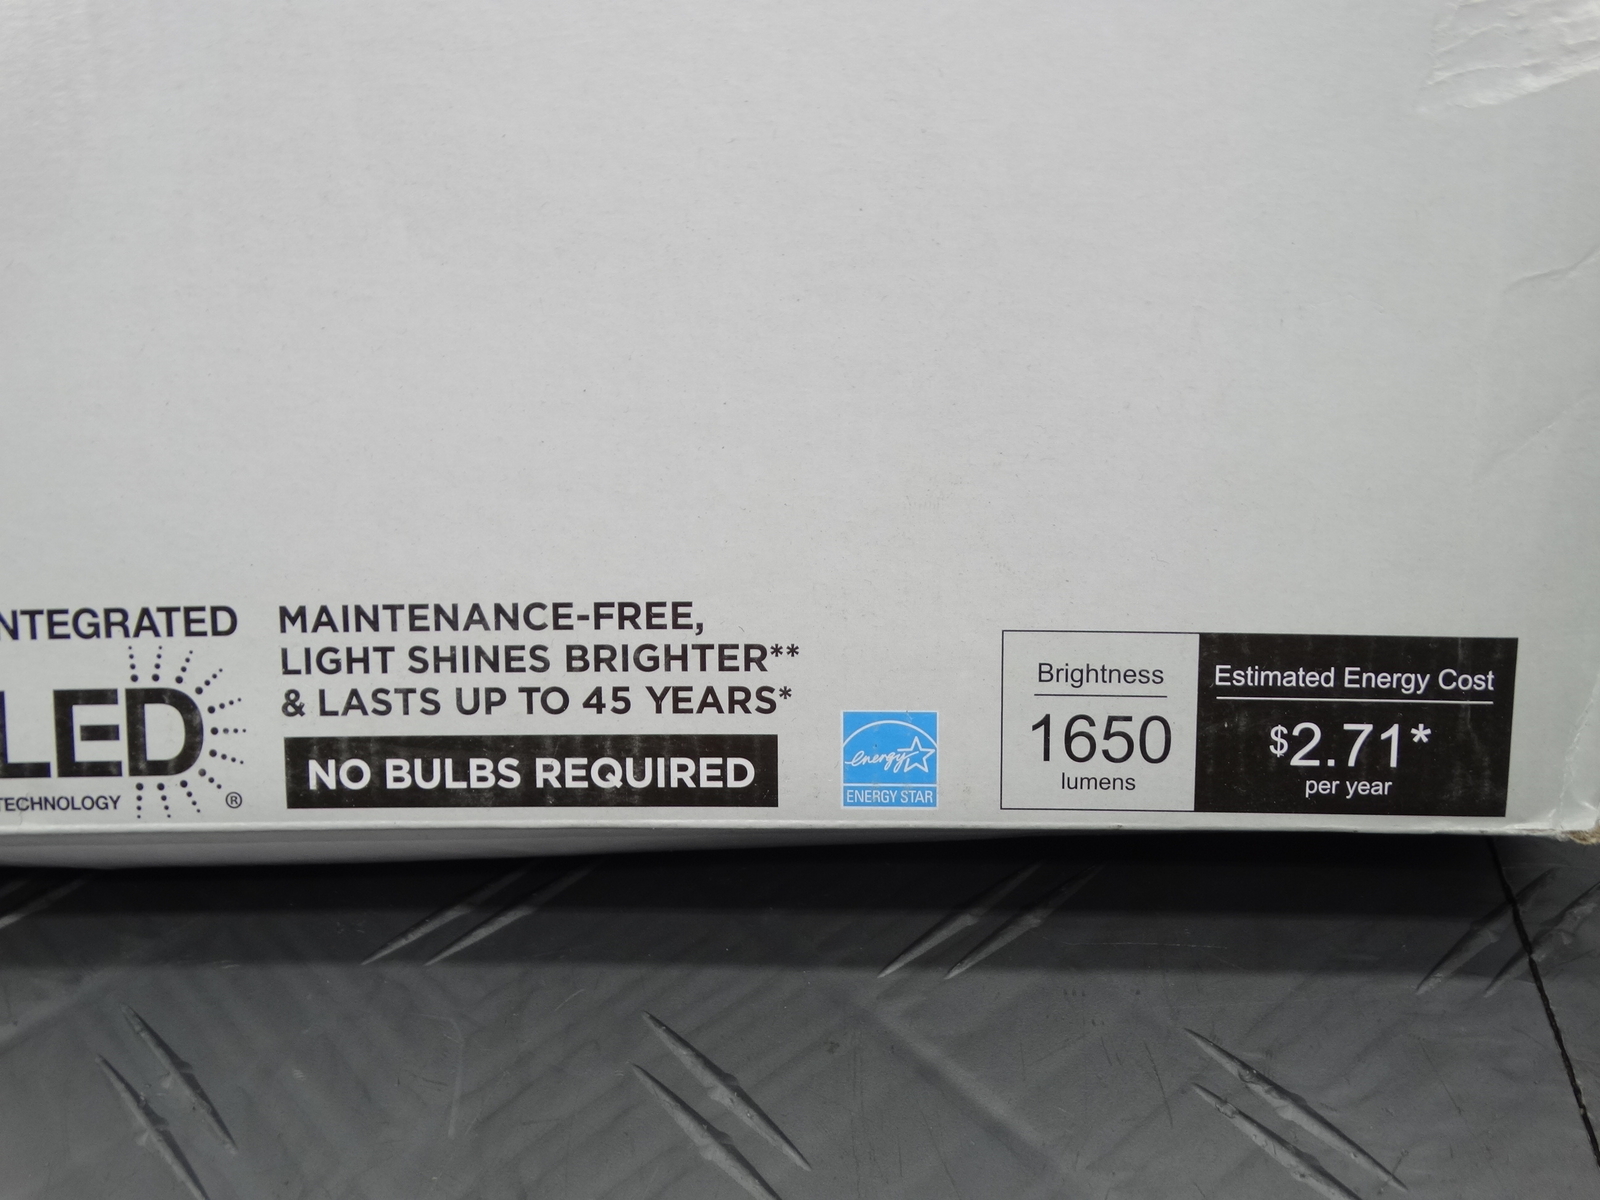 NTEGRATED
LED
TECHNOLOGY ®
MAINTENANCE-FREE,
LIGHT SHINES BRIGHTER**
& LASTS UP TO 45 YEARS*
NO BULBS REQUIRED
energy
ENERGY STAR
Brightness
1650
lumens
Estimated Energy Cost
$2.71*
per year